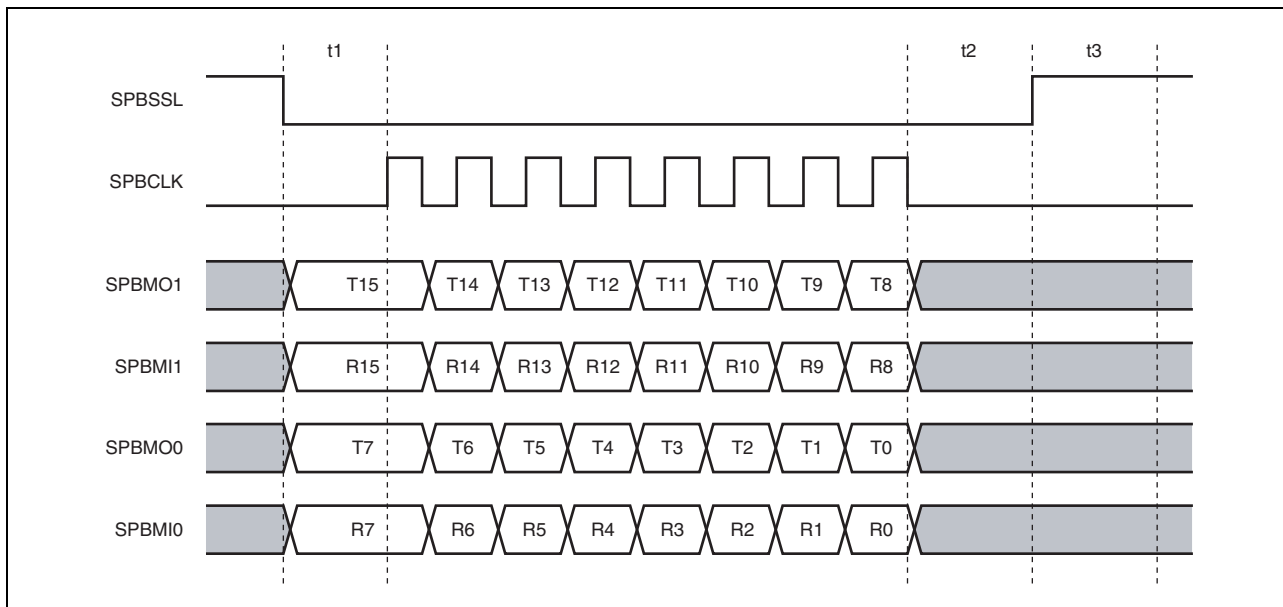 t1 t2 t3
SPBSSL
SPBCLK
SPBMO1 T15 T14 T13 T12 T11 T10 T9 T8
SPBMI1 R15 R14 R13 R12 R11 R10 R9 R8
SPBMO0 T7 T6 T5 T4 T3 T2 T1 T0
SPBMI0 R7 R6 R5 R4 R3 R2 R1 R0